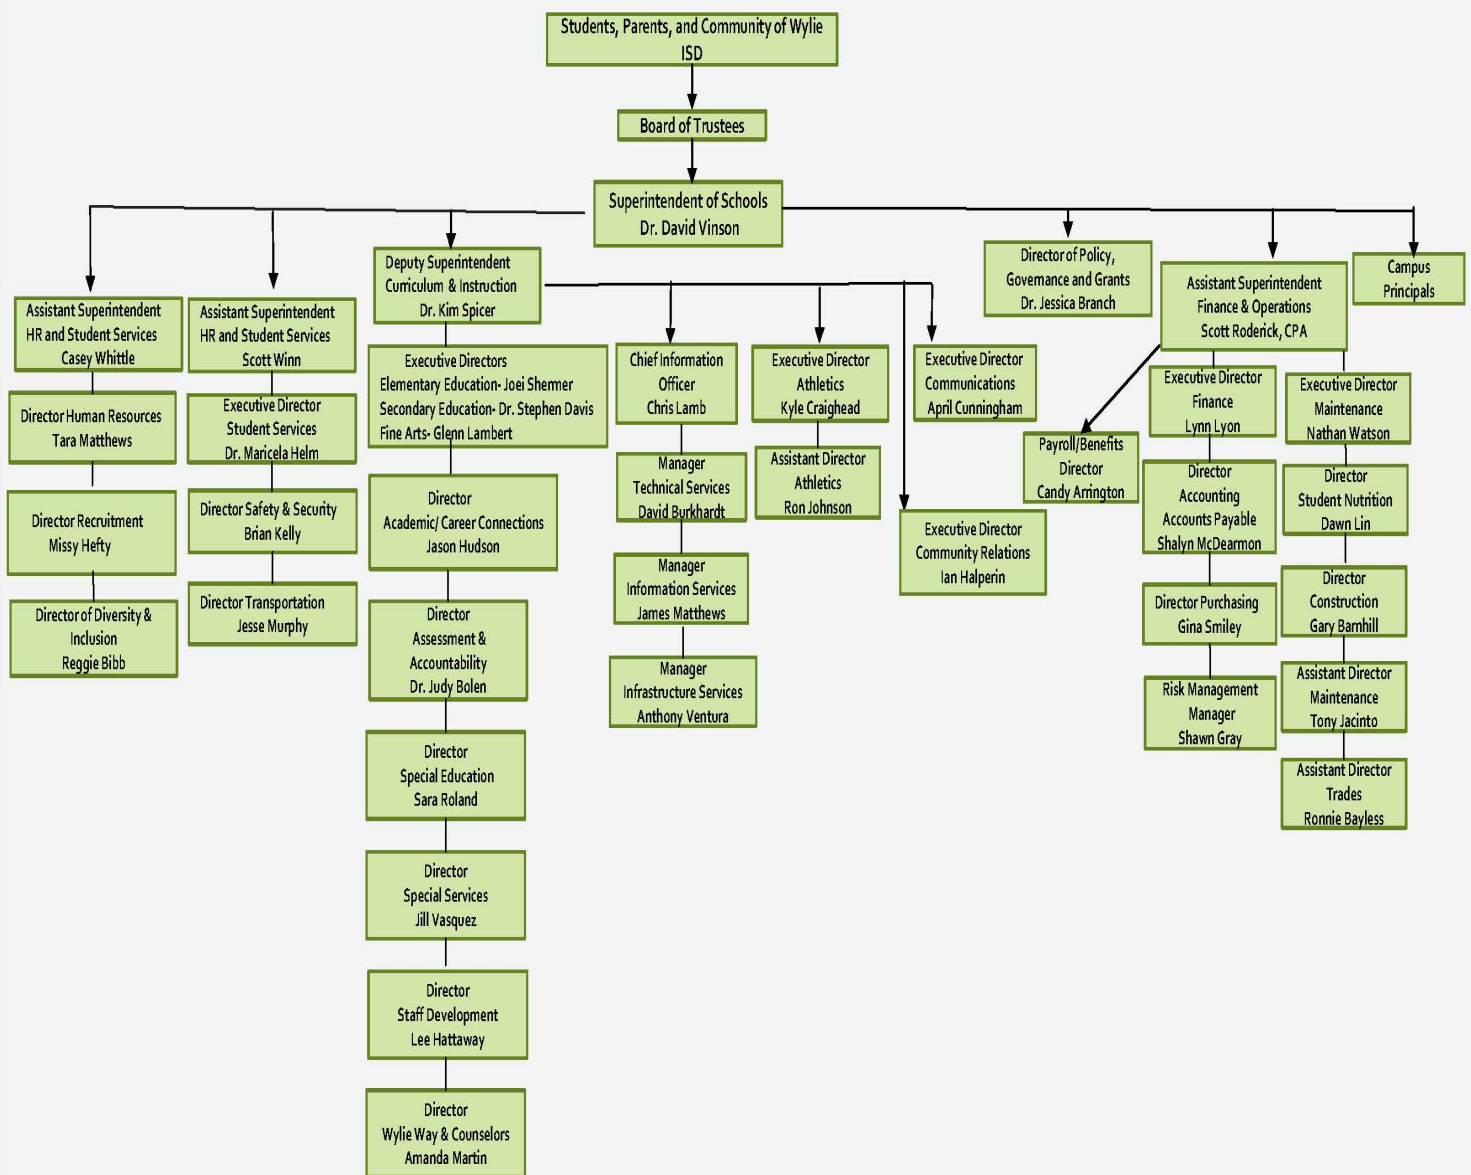 Students, Parents, and Community of Wylie
ISD
Board of Trustees
Superintendent of Schools
Dr. David Vinson
Assistant Superintendent
HR and Student Services
Casey Whittle
Director Human Resources
Tara Matthews
Director Recruitment
Missy Hefty
Director of Diversity &
Inclusion
Reggie Bibb
Assistant Superintendent
HR and Student Services
Scott Winn
Executive Director
Student Services
Dr. Maricela Helm
Director Safety & Security
Brian Kelly
Director Transportation
Jesse Murphy
Deputy Superintendent
Curriculum & Instruction
Dr. Kim Spicer
Executive Directors
Elementary Education- Joei Shermer
Secondary Education- Dr. Stephen Davis
Fine Arts- Glenn Lambert
Director
Academic/ Career Connections
Jason Hudson
Director
Assessment &
Accountability
Dr. Judy Bolen
Director
Special Education
Sara Roland
Director
Special Services
Jill Vasquez
Director
Staff Development
Lee Hattaway
Director
Wylie Way & Counselors
Amanda Martin
Chief Information
Officer
Chris Lamb
Manager
Technical Services
David Burkhardt
Manager
Information Services
James Matthews
Manager
Infrastructure Services
Anthony Ventura
Executive Director
Athletics
Kyle Craighead
Assistant Director
Athletics
Ron Johnson
Executive Director
Communications
April Cunningham
Executive Director
Community Relations
Ian Halperin
Director of Policy,
Governance and Grants
Dr. Jessica Branch
Assistant Superintendent
Finance & Operations
Scott Roderick, CPA
Payroll/Benefits
Director
Candy Arrington
Executive Director
Finance
Lynn Lyon
Director
Accounting
Accounts Payable
Shalyn McDearmon
Director Purchasing
Gina Smiley
Risk Management
Manager
Shawn Gray
Executive Director
Maintenance
Nathan Watson
Director
Student Nutrition
Dawn Lin
Director
Construction
Gary Barnhill
Assistant Director
Maintenance
Tony Jacinto
Assistant Director
Trades
Ronnie Bayless
Campus
Principals